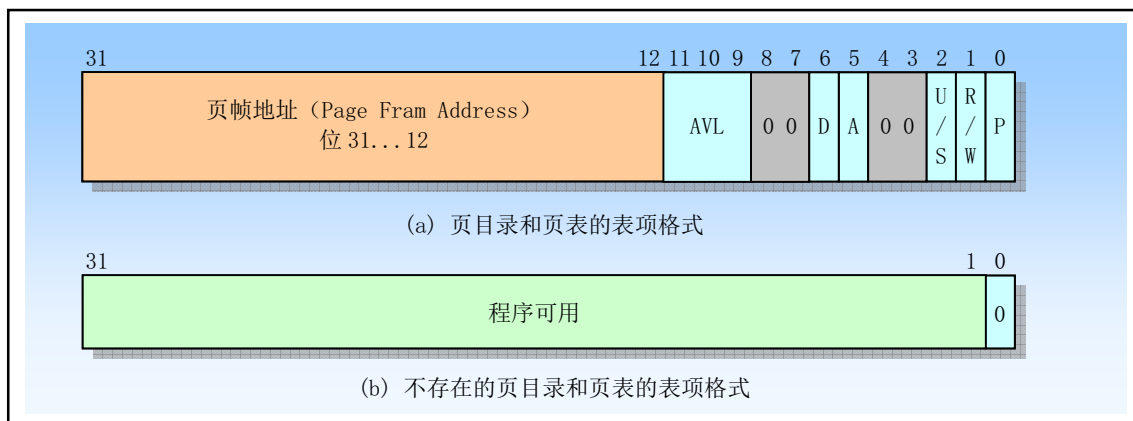 31 12 11 10 9 8 7 6 5 4 3 2 1 0
页帧地址（Page Fram Address）
位 31...12
AVL
0 0
D
A
0 0
U
/
S
R
/
W
P
(a) 页目录和页表的表项格式
31 1 0
程序可用
0
(b) 不存在的页目录和页表的表项格式